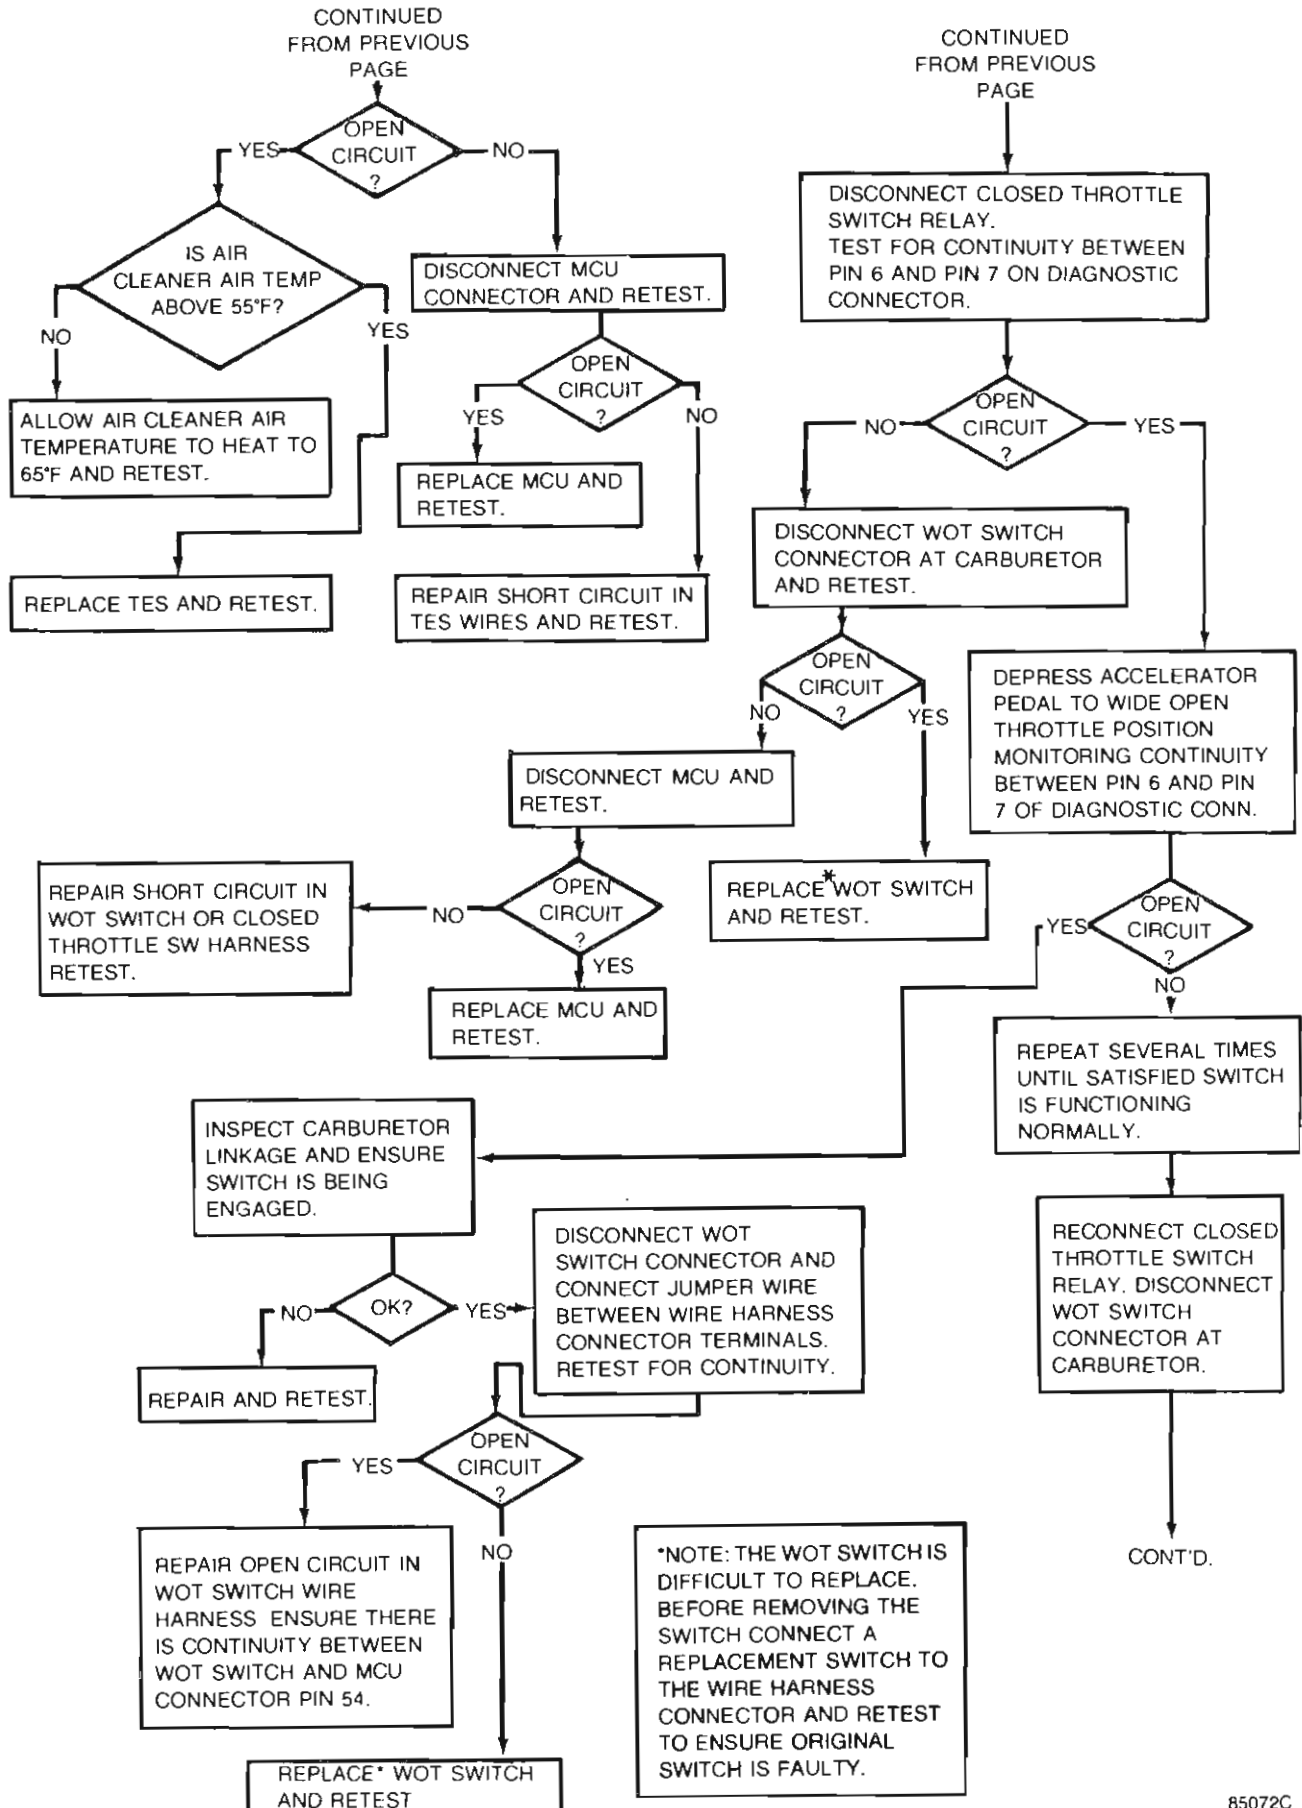 CONTINUED
FROM PREVIOUS
PAGE
OPEN
CIRCUIT
?
YES
NO
IS AIR
CLEANER AIR TEMP
ABOVE 55°F?
NO
YES
DISCONNECT MCU
CONNECTOR AND RETEST.
OPEN
CIRCUIT
?
YES
NO
ALLOW AIR CLEANER AIR
TEMPERATURE TO HEAT TO
65°F AND RETEST.
REPLACE MCU AND
RETEST.
REPLACE TES AND RETEST.
REPAIR SHORT CIRCUIT IN
TES WIRES AND RETEST.
CONTINUED
FROM PREVIOUS
PAGE
DISCONNECT CLOSED THROTTLE
SWITCH RELAY.
TEST FOR CONTINUITY BETWEEN
PIN 6 AND PIN 7 ON DIAGNOSTIC
CONNECTOR.
OPEN
CIRCUIT
?
NO
YES
DISCONNECT WOT SWITCH
CONNECTOR AT CARBURETOR
AND RETEST.
OPEN
CIRCUIT
?
NO
YES
DISCONNECT MCU AND
RETEST.
REPLACE*WOT SWITCH
AND RETEST.
OPEN
CIRCUIT
?
NO
YES
REPAIR SHORT CIRCUIT IN
WOT SWITCH OR CLOSED
THROTTLE SW HARNESS
RETEST.
REPLACE MCU AND
RETEST.
DEPRESS ACCELERATOR
PEDAL TO WIDE OPEN
THROTTLE POSITION
MONITORING CONTINUITY
BETWEEN PIN 6 AND PIN
7 OF DIAGNOSTIC CONN.
OPEN
CIRCUIT
?
YES
NO
REPEAT SEVERAL TIMES
UNTIL SATISFIED SWITCH
IS FUNCTIONING
NORMALLY.
RECONNECT CLOSED
THROTTLE SWITCH
RELAY. DISCONNECT
WOT SWITCH
CONNECTOR AT
CARBURETOR.
CONT'D.
INSPECT CARBURETOR
LINKAGE AND ENSURE
SWITCH IS BEING
ENGAGED.
OK?
NO
YES
REPAIR AND RETEST.
DISCONNECT WOT
SWITCH CONNECTOR AND
CONNECT JUMPER WIRE
BETWEEN WIRE HARNESS
CONNECTOR TERMINALS.
RETEST FOR CONTINUITY.
OPEN
CIRCUIT
?
YES
NO
REPAIR OPEN CIRCUIT IN
WOT SWITCH WIRE
HARNESS ENSURE THERE
IS CONTINUITY BETWEEN
WOT SWITCH AND MCU
CONNECTOR PIN 54.
REPLACE* WOT SWITCH
AND RETEST
*NOTE: THE WOT SWITCH IS
DIFFICULT TO REPLACE.
BEFORE REMOVING THE
SWITCH CONNECT A
REPLACEMENT SWITCH TO
THE WIRE HARNESS
CONNECTOR AND RETEST
TO ENSURE ORIGINAL
SWITCH IS FAULTY.
85072C